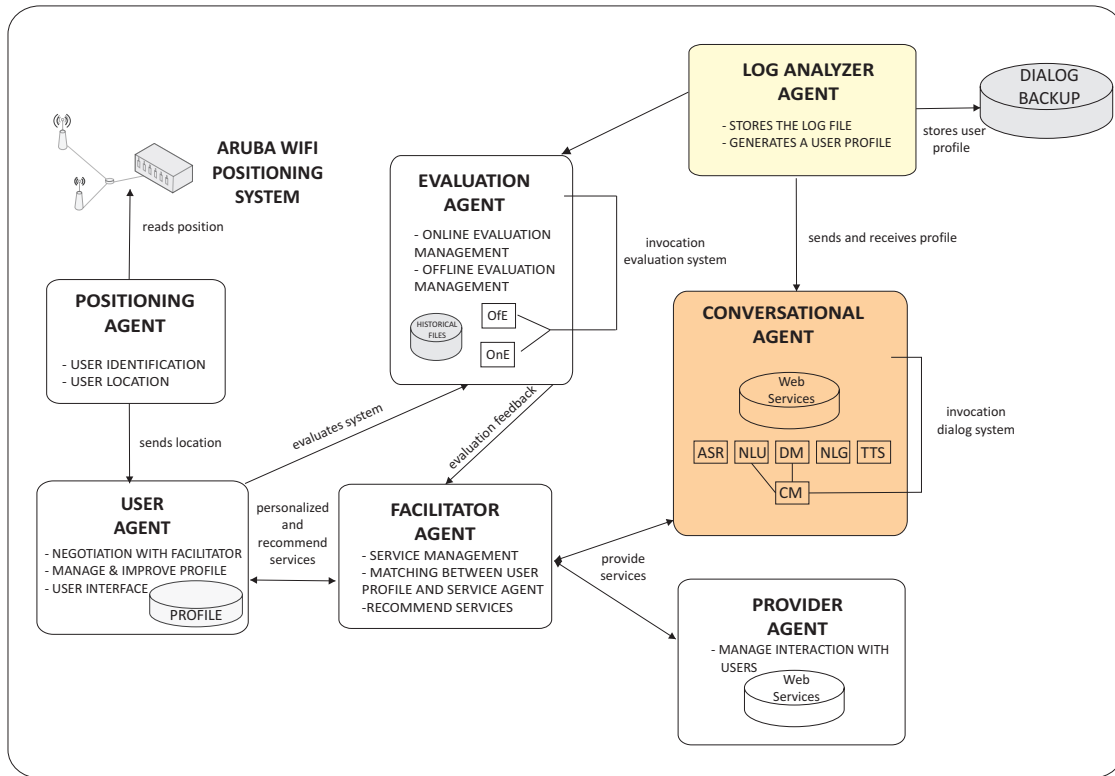 LOG ANALYZER
AGENT
- STORES THE LOG FILE
- GENERATES A USER PROFILE
DIALOG
BACKUP
stores user
profile
ARUBA WIFI
POSITIONING
SYSTEM
reads position
EVALUATION
AGENT
- ONLINE EVALUATION
MANAGEMENT
- OFFLINE EVALUATION
MANAGEMENT
HISTORICAL
FILES
OfE
OnE
invocation
evaluation system
sends and receives profile
POSITIONING
AGENT
- USER IDENTIFICATION
- USER LOCATION
CONVERSATIONAL
AGENT
Web
Services
ASR NLU DM NLG TTS
CM
invocation
dialog system
sends location
evaluates system
evaluation feedback
USER
AGENT
- NEGOTIATION WITH FACILITATOR
- MANAGE & IMPROVE PROFILE
- USER INTERFACE
PROFILE
personalized
and
recommend
services
FACILITATOR
AGENT
- SERVICE MANAGEMENT
- MATCHING BETWEEN USER
PROFILE AND SERVICE AGENT
-RECOMMEND SERVICES
provide
services
PROVIDER
AGENT
- MANAGE INTERACTION WITH
USERS
Web
Services